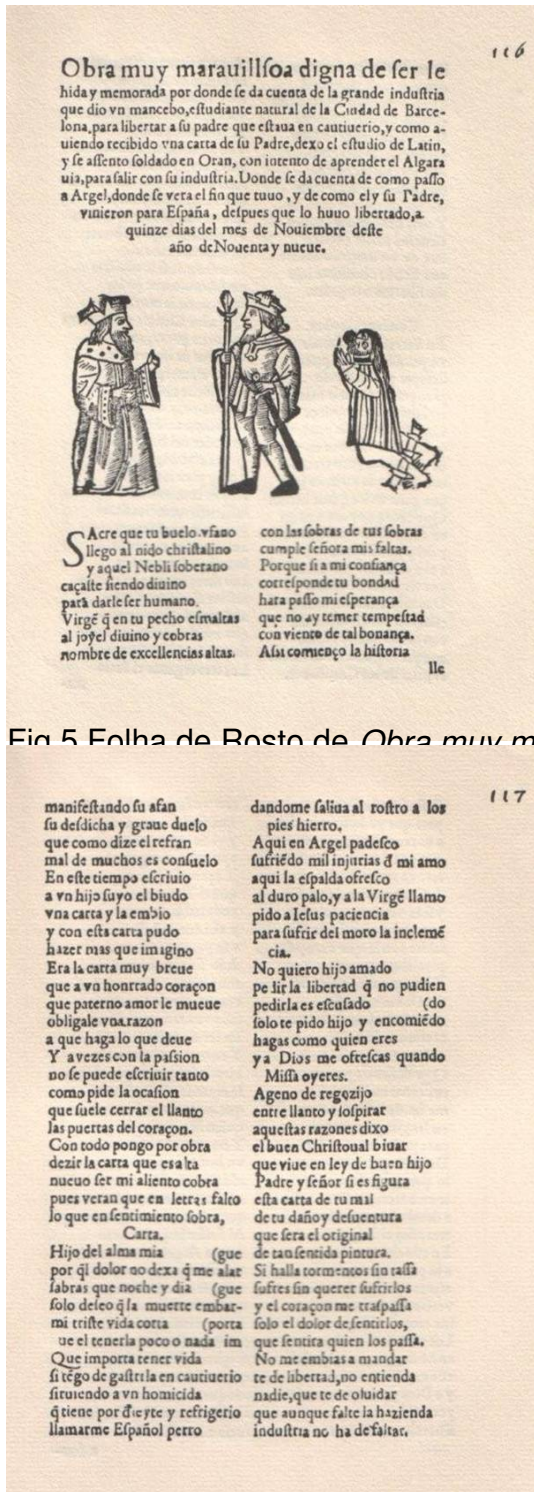 116
Obra muy marauillſoa digna de ſer le
hida y memorada por donde ſe da cuenta de la grande induſtria
que dio vn mancebo,eſtudiante natural de la Ciudad de Barce-
lona,para libertar a ſu padre que eſtaua en cautiuerio,y como a-
uiendo recibido vna carta de ſu Padre,dexo el eſtudio de Latin,
y ſe aſſento ſoldado en Oran, con intento de aprender el Algara
uia,para ſalir con ſu induſtria.Donde ſe da cuenta de como paſſo
a Argel,donde ſe vera el fin que tuuo, y de como el y ſu Padre,
vinieron para Eſpaña, deſpues que lo huuo libertado,a
quinze dias del mes de Nouiembre deſte
año de Nouenta y nueue.
SAcre que tu buelo vfano
llego al nido chriſtalino
y aquel Nebli ſoberano
caçaſte ſiendo diuino
para darle ſer humano.
Virgē q̄ en tu pecho eſmaltas
al joyel diuino y cobras
nombre de excellencias altas.
con las ſobras de tus ſobras
cumple ſeñora mis faltas.
Porque ſi a mi confiança
correſponde tu bondad
hara paſſo mi eſperança
que no ay temer tempeſtad
con viento de tal bonança.
Aſsi comienço la hiſtoria
lle
Fig.5 Folha de Rosto de Obra muy m
117
manifeſtando ſu afan
ſu deſdicha y graue duelo
que como dize el refran
mal de muchos es conſuelo
En eſte tiempo eſcriuio
a vn hijo ſuyo el biudo
vna carta y la embio
y con eſta carta pudo
hazer mas que imagino
Era la carta muy breue
que a vn honrrado coraçon
que paterno amor le mueue
obligale vna razon
a que haga lo que deue
Y a vezes con la paſsion
no ſe puede eſcriuir tanto
como pide la ocaſion
que ſuele cerrar el llanto
las puertas del coraçon.
Con todo pongo por obra
dezir la carta que es alta
nueuo ſer mi aliento cobra
pues veran que en letras falto
lo que en ſentimiento ſobra,
Carta.
Hijo del alma mia (gue
por q̄l dolor no dexa q̄ me alar
ſabras que noche y dia (gue
ſolo deſeo q̄ la muerte embar-
mi triſte vida corta (porta
ue el tenerla poco o nada im
Que importa tener vida
ſi tēgo de gaſtrla en cautiuerio
ſiruiendo a vn homicida
q̄ tiene por d̄leyte y refrigerio
llamarme Eſpañol perro
dandome ſaliua al roſtro a los
pies hierro.
Aqui en Argel padeſco
ſufriēdo mil injurias d̄ mi amo
aqui la eſpalda ofreſco
al duro palo,y a la Virgē llamo
pido a Ieſus paciencia
para ſufrir del moro la inclemē
cia.
No quiero hijo amado
pedir la libertad q̄ no pudien
pedirla es eſcuſado (do
ſolo te pido hijo y encomiēdo
hagas como quien eres
y a Dios me ofreſcas quando
Miſſa oyeres.
Ageno de regozijo
entre llanto y ſoſpirar
aqueſtas razones dixo
el buen Chriſtoual biuar
que viue en ley de buen hijo
Padre y ſeñor ſi es figura
eſta carta de tu mal
de tu daño y deſuentura
que ſera el original
de tan ſentida pintura.
Si halla tormentos ſin taſſa
ſufres ſin querer ſufrirlos
y el coraçon me traſpaſſa
ſolo el dolor de ſentirlos,
que ſentira quien los paſſa.
No me embias a mandar
te de libertad,no entienda
nadie,que te de oluidar
que aunque falte la hazienda
induſtria no ha de faltar.